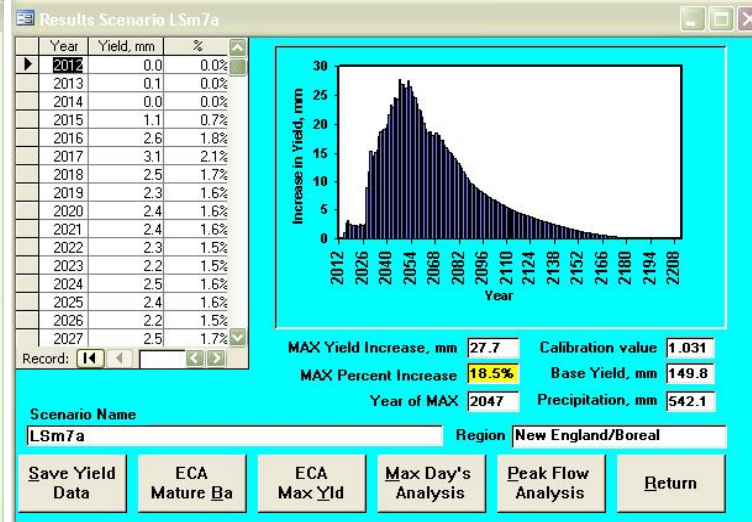 Results Scenario LSm7a
Year Yield, mm %
2012 0.0 0.0%
2013 0.1 0.0%
2014 0.0 0.0%
2015 1.1 0.7%
2016 2.6 1.8%
2017 3.1 2.1%
2018 2.5 1.7%
2019 2.3 1.6%
2020 2.4 1.6%
2021 2.4 1.6%
2022 2.3 1.5%
2023 2.2 1.5%
2024 2.5 1.6%
2025 2.4 1.6%
2026 2.2 1.5%
2027 2.5 1.7%
Record:
Increase in Yield, mm
30
25
20
15
10
5
0
2012 2026 2040 2054 2068 2082 2096 2110 2124 2138 2152 2166 2180 2194 2208
Year
MAX Yield Increase, mm 27.7 Calibration value 1.031
MAX Percent Increase 18.5% Base Yield, mm 149.8
Year of MAX 2047 Precipitation, mm 542.1
Scenario Name
LSm7a Region New England/Boreal
Save Yield Data
ECA Mature Ba
ECA Max Yld
Max Day's Analysis
Peak Flow Analysis
Return